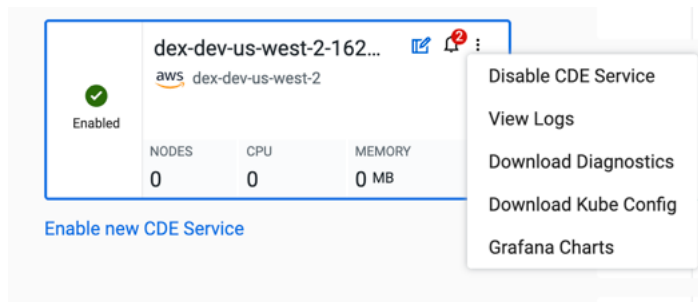 dex-dev-us-west-2-162...
2
aws dex-dev-us-west-2
Enabled
NODES CPU MEMORY
0 0 0 MB
Enable new CDE Service
Disable CDE Service
View Logs
Download Diagnostics
Download Kube Config
Grafana Charts